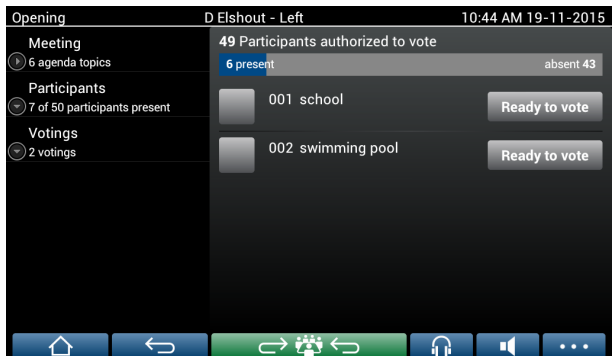 Opening D Elshout - Left 10:44 AM 19-11-2015
Meeting
6 agenda topics
Participants
7 of 50 participants present
Votings
2 votings
49 Participants authorized to vote
6 present absent 43
001 school Ready to vote
002 swimming pool Ready to vote